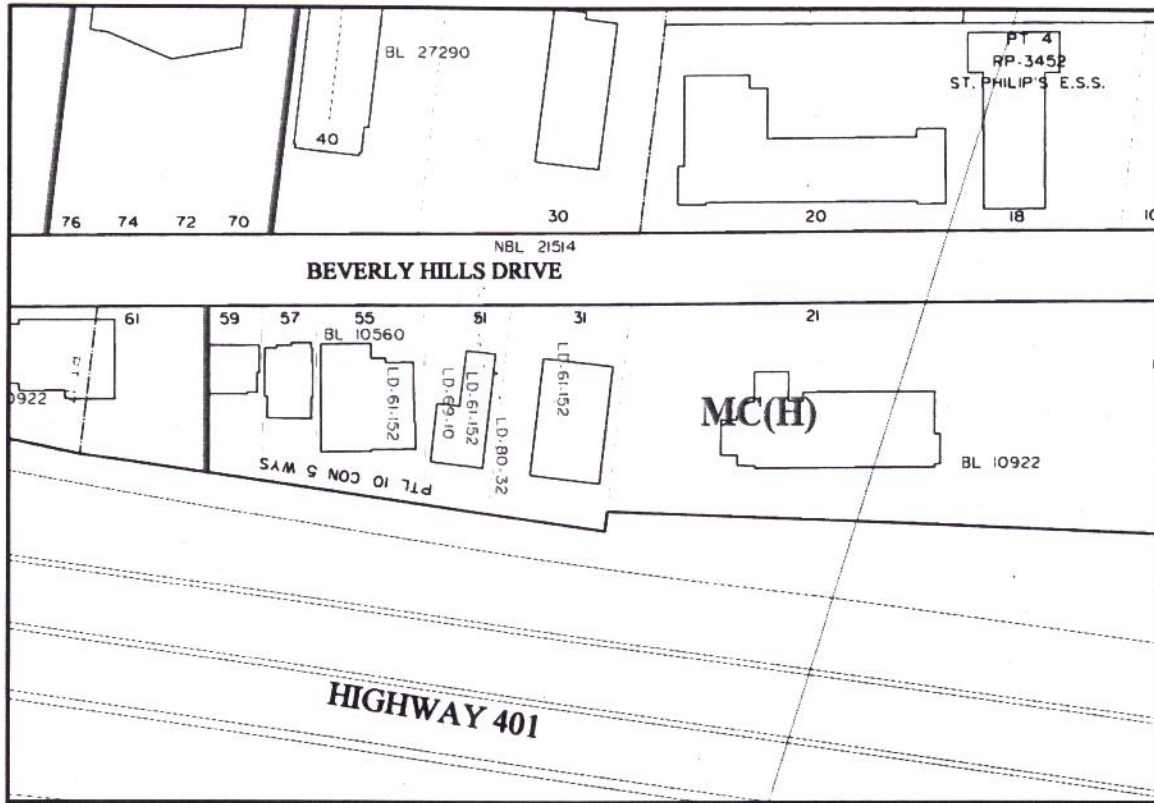 PT 4
RP-3452
ST. PHILIP'S E.S.S.
BL 27290
40
76 74 72 70 30 20 18 10
NBL 21514
BEVERLY HILLS DRIVE
61 59 57 55 51 31 21
BL 10560
LD-61-152
LD-69-10
LD-61-152
LD-80-32
LD-61-152
MC(H)
0922
BL 10922
PTL 10 CON 5 WYS
HIGHWAY 401